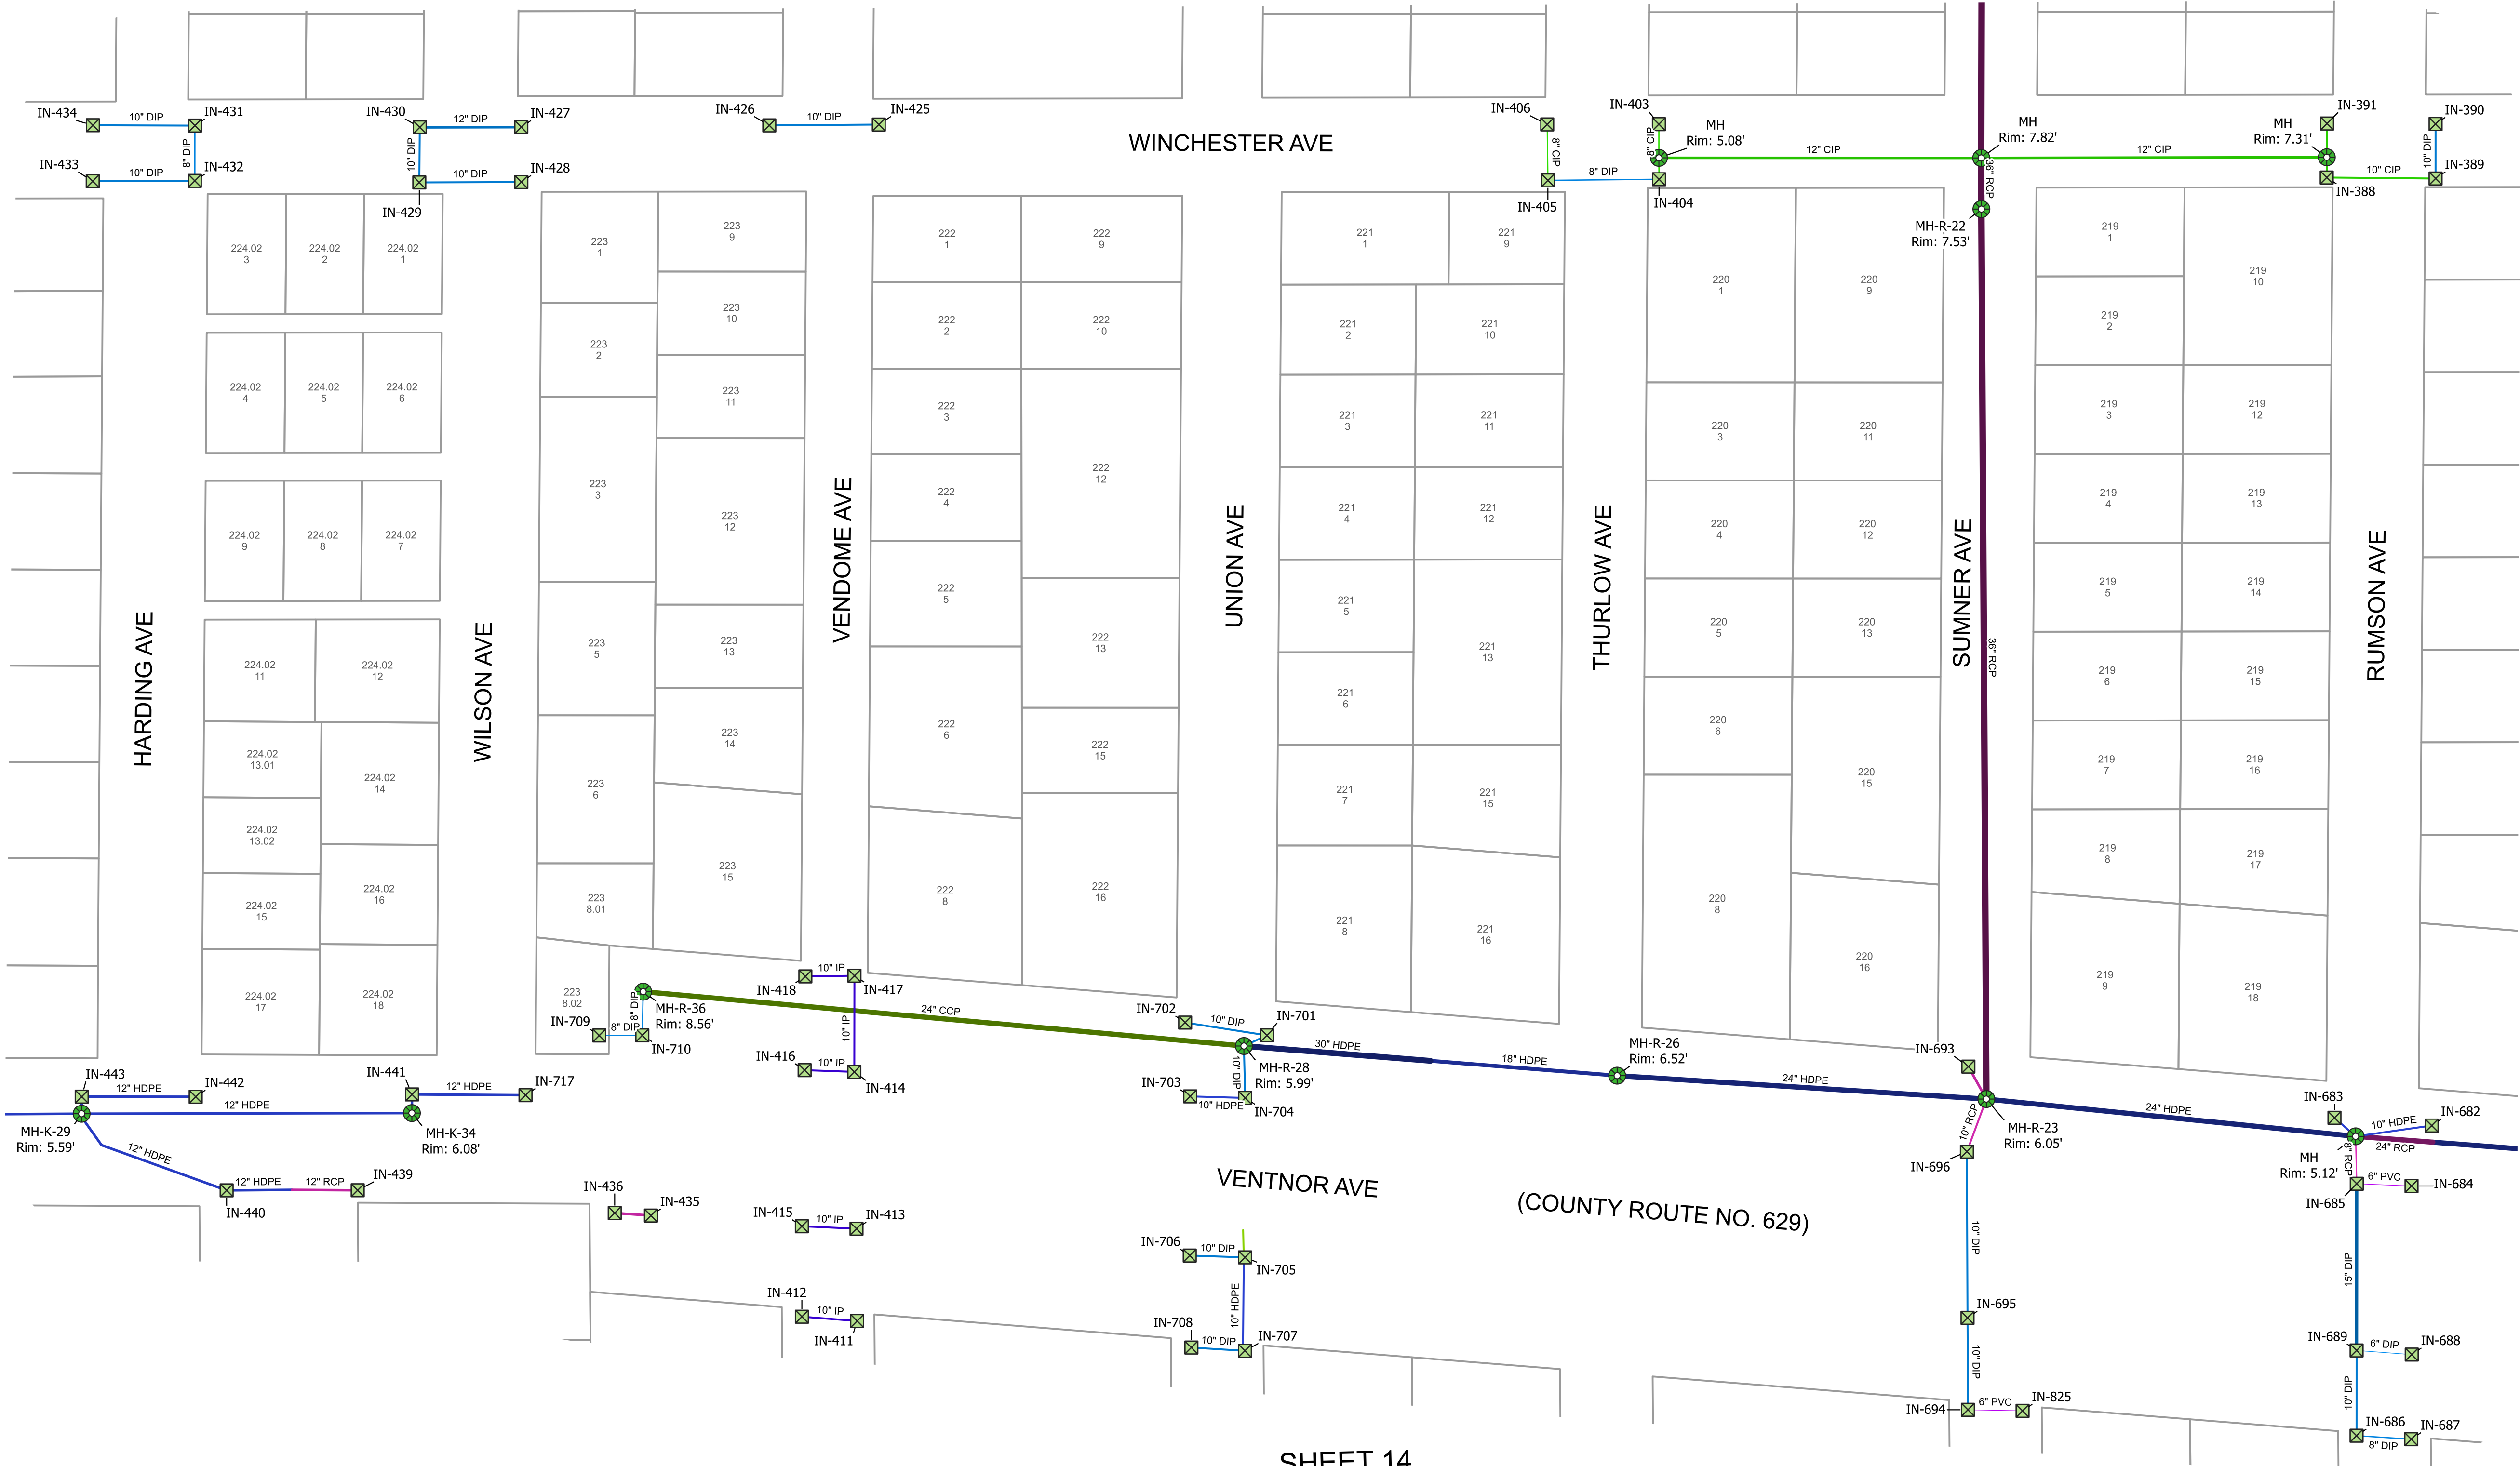 IN-434
10" DIP
IN-431
IN-430
12" DIP
IN-427
IN-426
10" DIP
IN-425
IN-406
IN-403
MH
Rim: 5.08'
MH
Rim: 7.82'
MH
Rim: 7.31'
IN-391
IN-390
8" DIP
10" DIP
8" CIP
8" CIP
12" CIP
12" CIP
10" DIP
WINCHESTER AVE
IN-433
10" DIP
IN-432
10" DIP
IN-428
IN-429
IN-405
8" DIP
IN-404
36" RCP
IN-388
10" CIP
IN-389
MH-R-22
Rim: 7.53'
224.02
3
224.02
2
224.02
1
224.02
4
224.02
5
224.02
6
224.02
9
224.02
8
224.02
7
224.02
11
224.02
12
224.02
13.01
224.02
14
224.02
13.02
224.02
15
224.02
16
224.02
17
224.02
18
223
1
223
9
223
2
223
10
223
11
223
3
223
12
223
5
223
13
223
6
223
14
223
8.01
223
15
223
8.02
222
1
222
9
222
2
222
10
222
3
222
12
222
4
222
5
222
13
222
6
222
15
222
8
222
16
221
1
221
9
221
2
221
10
221
3
221
11
221
4
221
12
221
5
221
13
221
6
221
7
221
15
221
8
221
16
220
1
220
9
220
3
220
11
220
4
220
12
220
5
220
13
220
6
220
15
220
8
220
16
219
1
219
10
219
2
219
3
219
12
219
4
219
13
219
5
219
14
219
6
219
15
219
7
219
16
219
8
219
17
219
9
219
18
HARDING AVE
WILSON AVE
VENDOME AVE
UNION AVE
THURLOW AVE
SUMNER AVE
36" RCP
RUMSON AVE
IN-418
10" IP
IN-417
8" DIP
MH-R-36
Rim: 8.56'
IN-709
8" DIP
IN-710
24" CCP
10" IP
IN-416
10" IP
IN-414
IN-702
10" DIP
IN-701
30" HDPE
18" HDPE
MH-R-26
Rim: 6.52'
10" DIP
MH-R-28
Rim: 5.99'
IN-703
10" HDPE
IN-704
24" HDPE
IN-693
24" HDPE
MH-R-23
Rim: 6.05'
10" RCP
IN-696
IN-683
10" HDPE
IN-682
24" RCP
MH
Rim: 5.12'
8" RCP
6" PVC
IN-684
IN-685
IN-443
12" HDPE
IN-442
IN-441
12" HDPE
IN-717
12" HDPE
MH-K-29
Rim: 5.59'
MH-K-34
Rim: 6.08'
12" HDPE
12" HDPE
12" RCP
IN-439
IN-440
IN-436
IN-435
IN-415
10" IP
IN-413
IN-412
10" IP
IN-411
VENTNOR AVE
(COUNTY ROUTE NO. 629)
IN-706
10" DIP
IN-705
10" HDPE
IN-708
10" DIP
IN-707
10" DIP
IN-695
10" DIP
IN-694
6" PVC
IN-825
15" DIP
IN-689
6" DIP
IN-688
10" DIP
IN-686
IN-687
8" DIP
SHEET 14